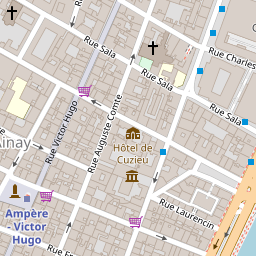 Rue Sala
Rue Charles
Rue Sala
Rue Sala
Rue Victor Hugo
Rue Auguste Comte
Ainay
Hôtel de
Cuzieu
Ampère
Victor
Hugo
Rue Laurencin